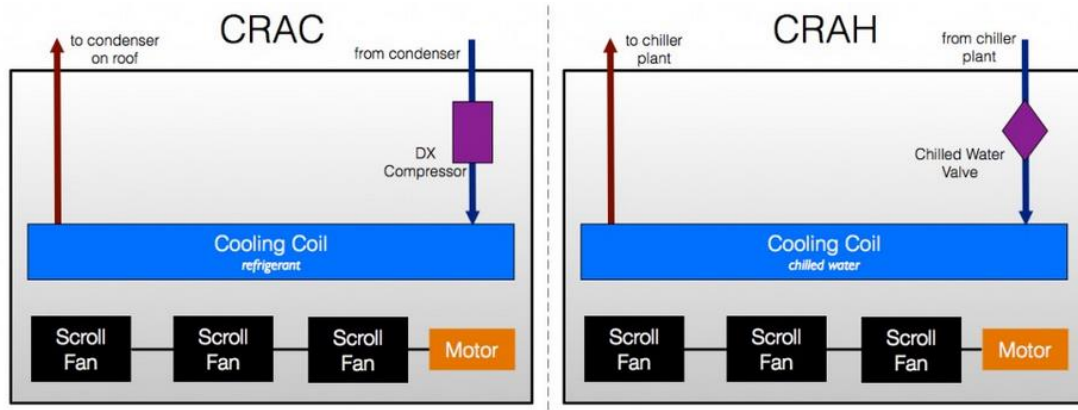 CRAC
to condenser
on roof
from condenser
DX
Compressor
Cooling Coil
refrigerant
Scroll
Fan
Scroll
Fan
Scroll
Fan
Motor
CRAH
to chiller
plant
from chiller
plant
Chilled Water
Valve
Cooling Coil
chilled water
Scroll
Fan
Scroll
Fan
Scroll
Fan
Motor